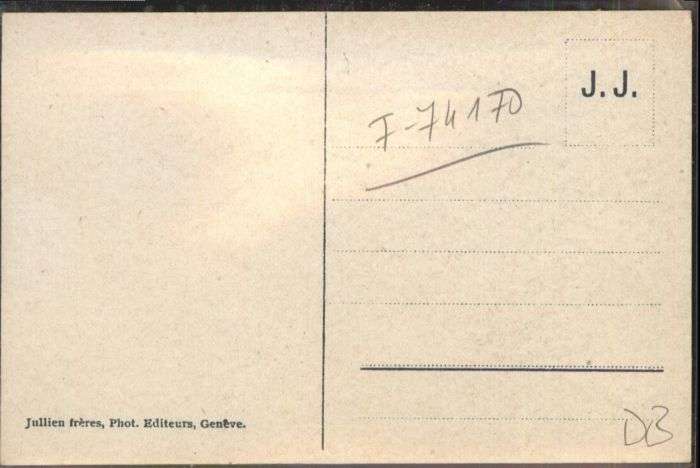 J. J.
F-74170
Jullien frères, Phot. Editeurs, Genève.
DB